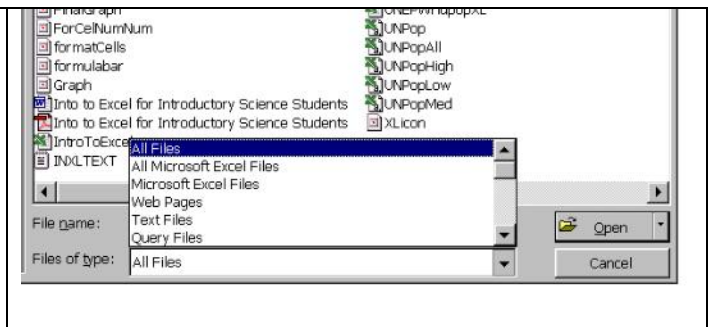 FinalGraph
ForCelNumNum
formatCells
formulabar
Graph
Into to Excel for Introductory Science Students
Into to Excel for Introductory Science Students
IntroToExcel
INXLTEXT
UNPop
UNPopAll
UNPopHigh
UNPopLow
UNPopMed
XLicon
All Files
All Microsoft Excel Files
Microsoft Excel Files
Web Pages
Text Files
Query Files
File name:
Open
Files of type:
All Files
Cancel